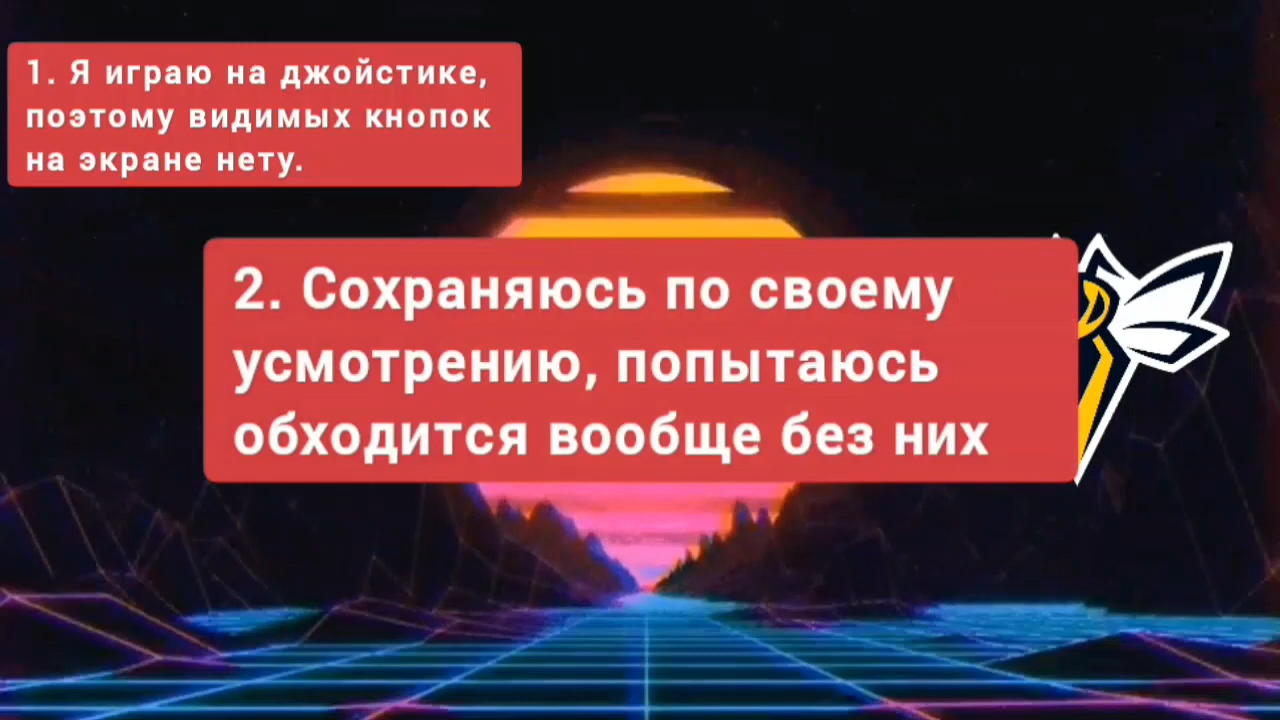 1. Я играю на джойстике,
поэтому видимых кнопок
на экране нету.
2. Сохраняюсь по своему
усмотрению, попытаюсь
обходится вообще без них